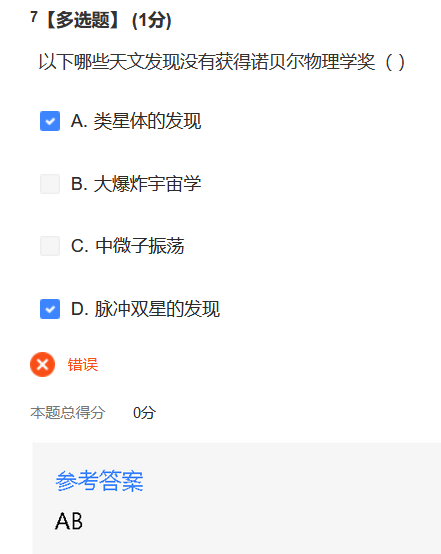 7【多选题】 (1分)
以下哪些天文发现没有获得诺贝尔物理学奖（ ）
A. 类星体的发现
B. 大爆炸宇宙学
C. 中微子振荡
D. 脉冲双星的发现
错误
本题总得分 0分
参考答案
AB